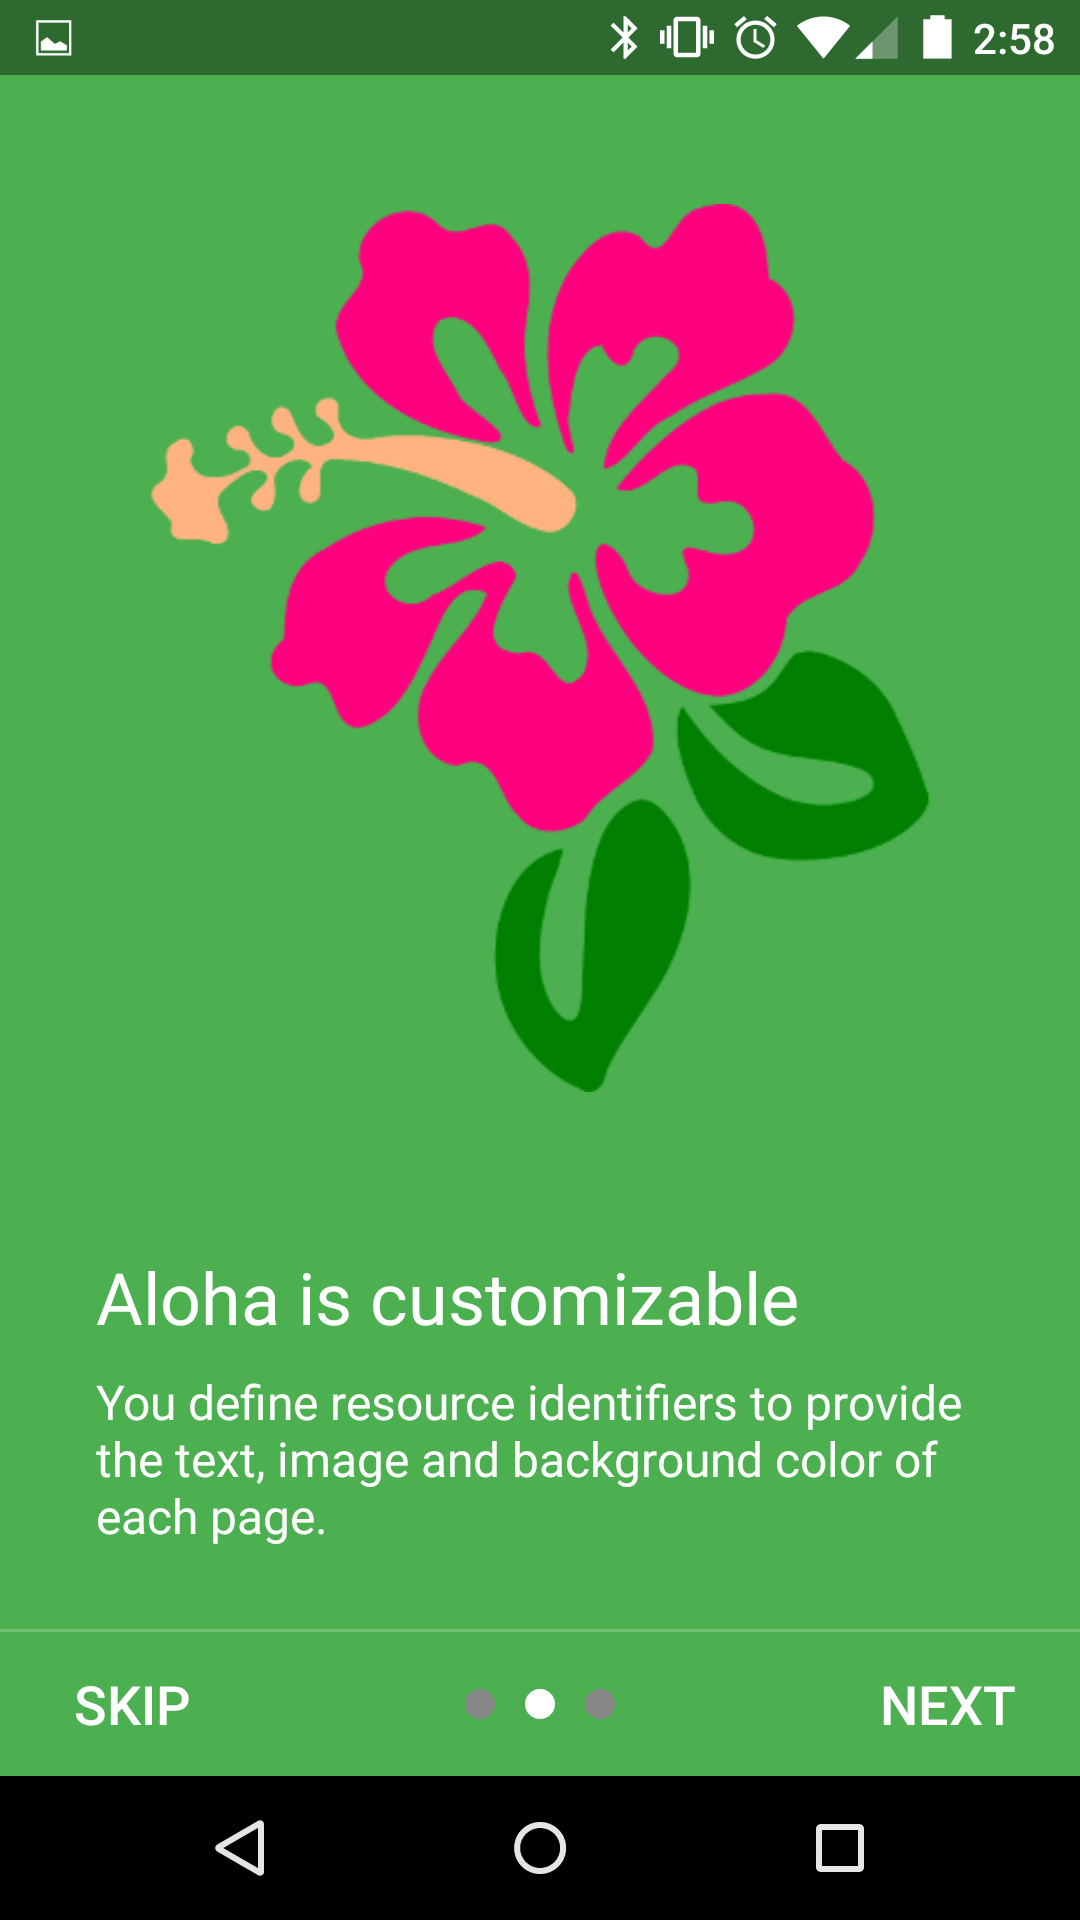 2:58
Aloha is customizable
You define resource identifiers to provide
the text, image and background color of
each page.
SKIP
NEXT